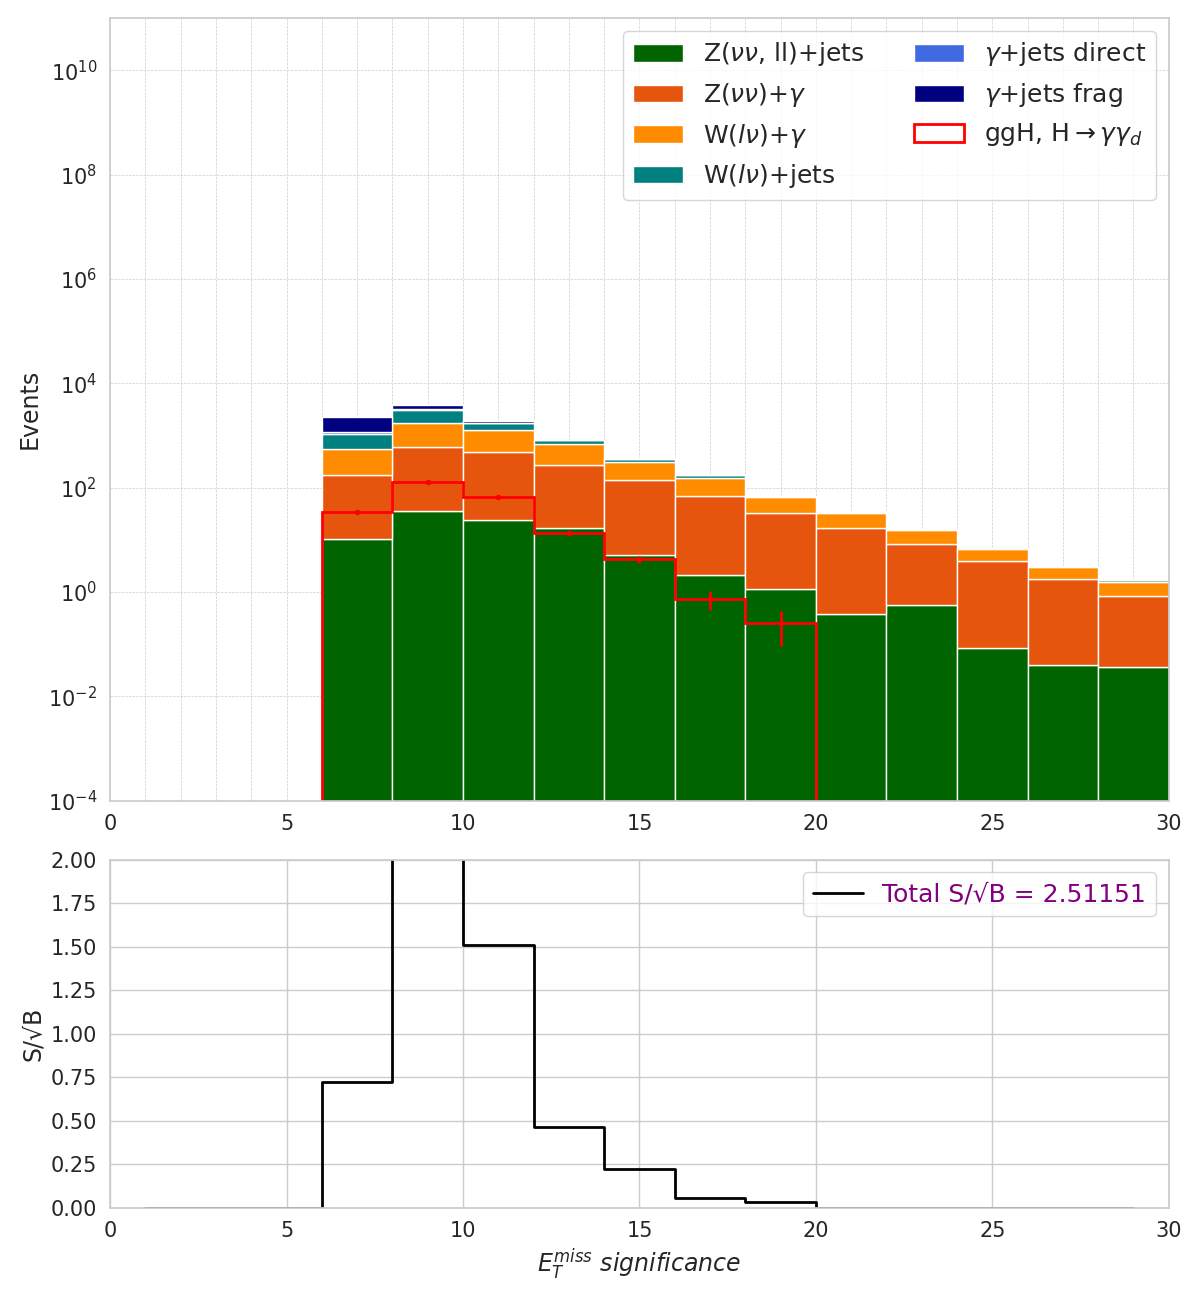 Z(νν, ll)+jets
Z(νν)+γ
W(lν)+γ
W(lν)+jets
γ+jets direct
γ+jets frag
ggH, H→γγ_d
Events
10^10
10^8
10^6
10^4
10^2
10^0
10^−2
10^−4
0 5 10 15 20 25 30
Total S/√B = 2.51151
S/√B
2.00
1.75
1.50
1.25
1.00
0.75
0.50
0.25
0.00
0 5 10 15 20 25 30
E_T^miss significance